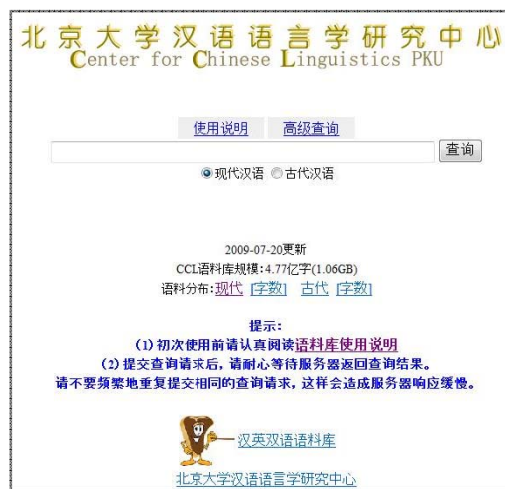 北京大学汉语语言学研究中心
Center for Chinese Linguistics PKU
使用说明 高级查询
查询
现代汉语 古代汉语
2009-07-20更新
CCL语料库规模:4.77亿字(1.06GB)
语料分布:现代 [字数] 古代 [字数]
提示:
(1) 初次使用前请认真阅读语料库使用说明
(2) 提交查询请求后, 请耐心等待服务器返回查询结果。
请不要频繁地重复提交相同的查询请求, 这样会造成服务器响应缓慢。
汉英双语语料库
北京大学汉语语言学研究中心